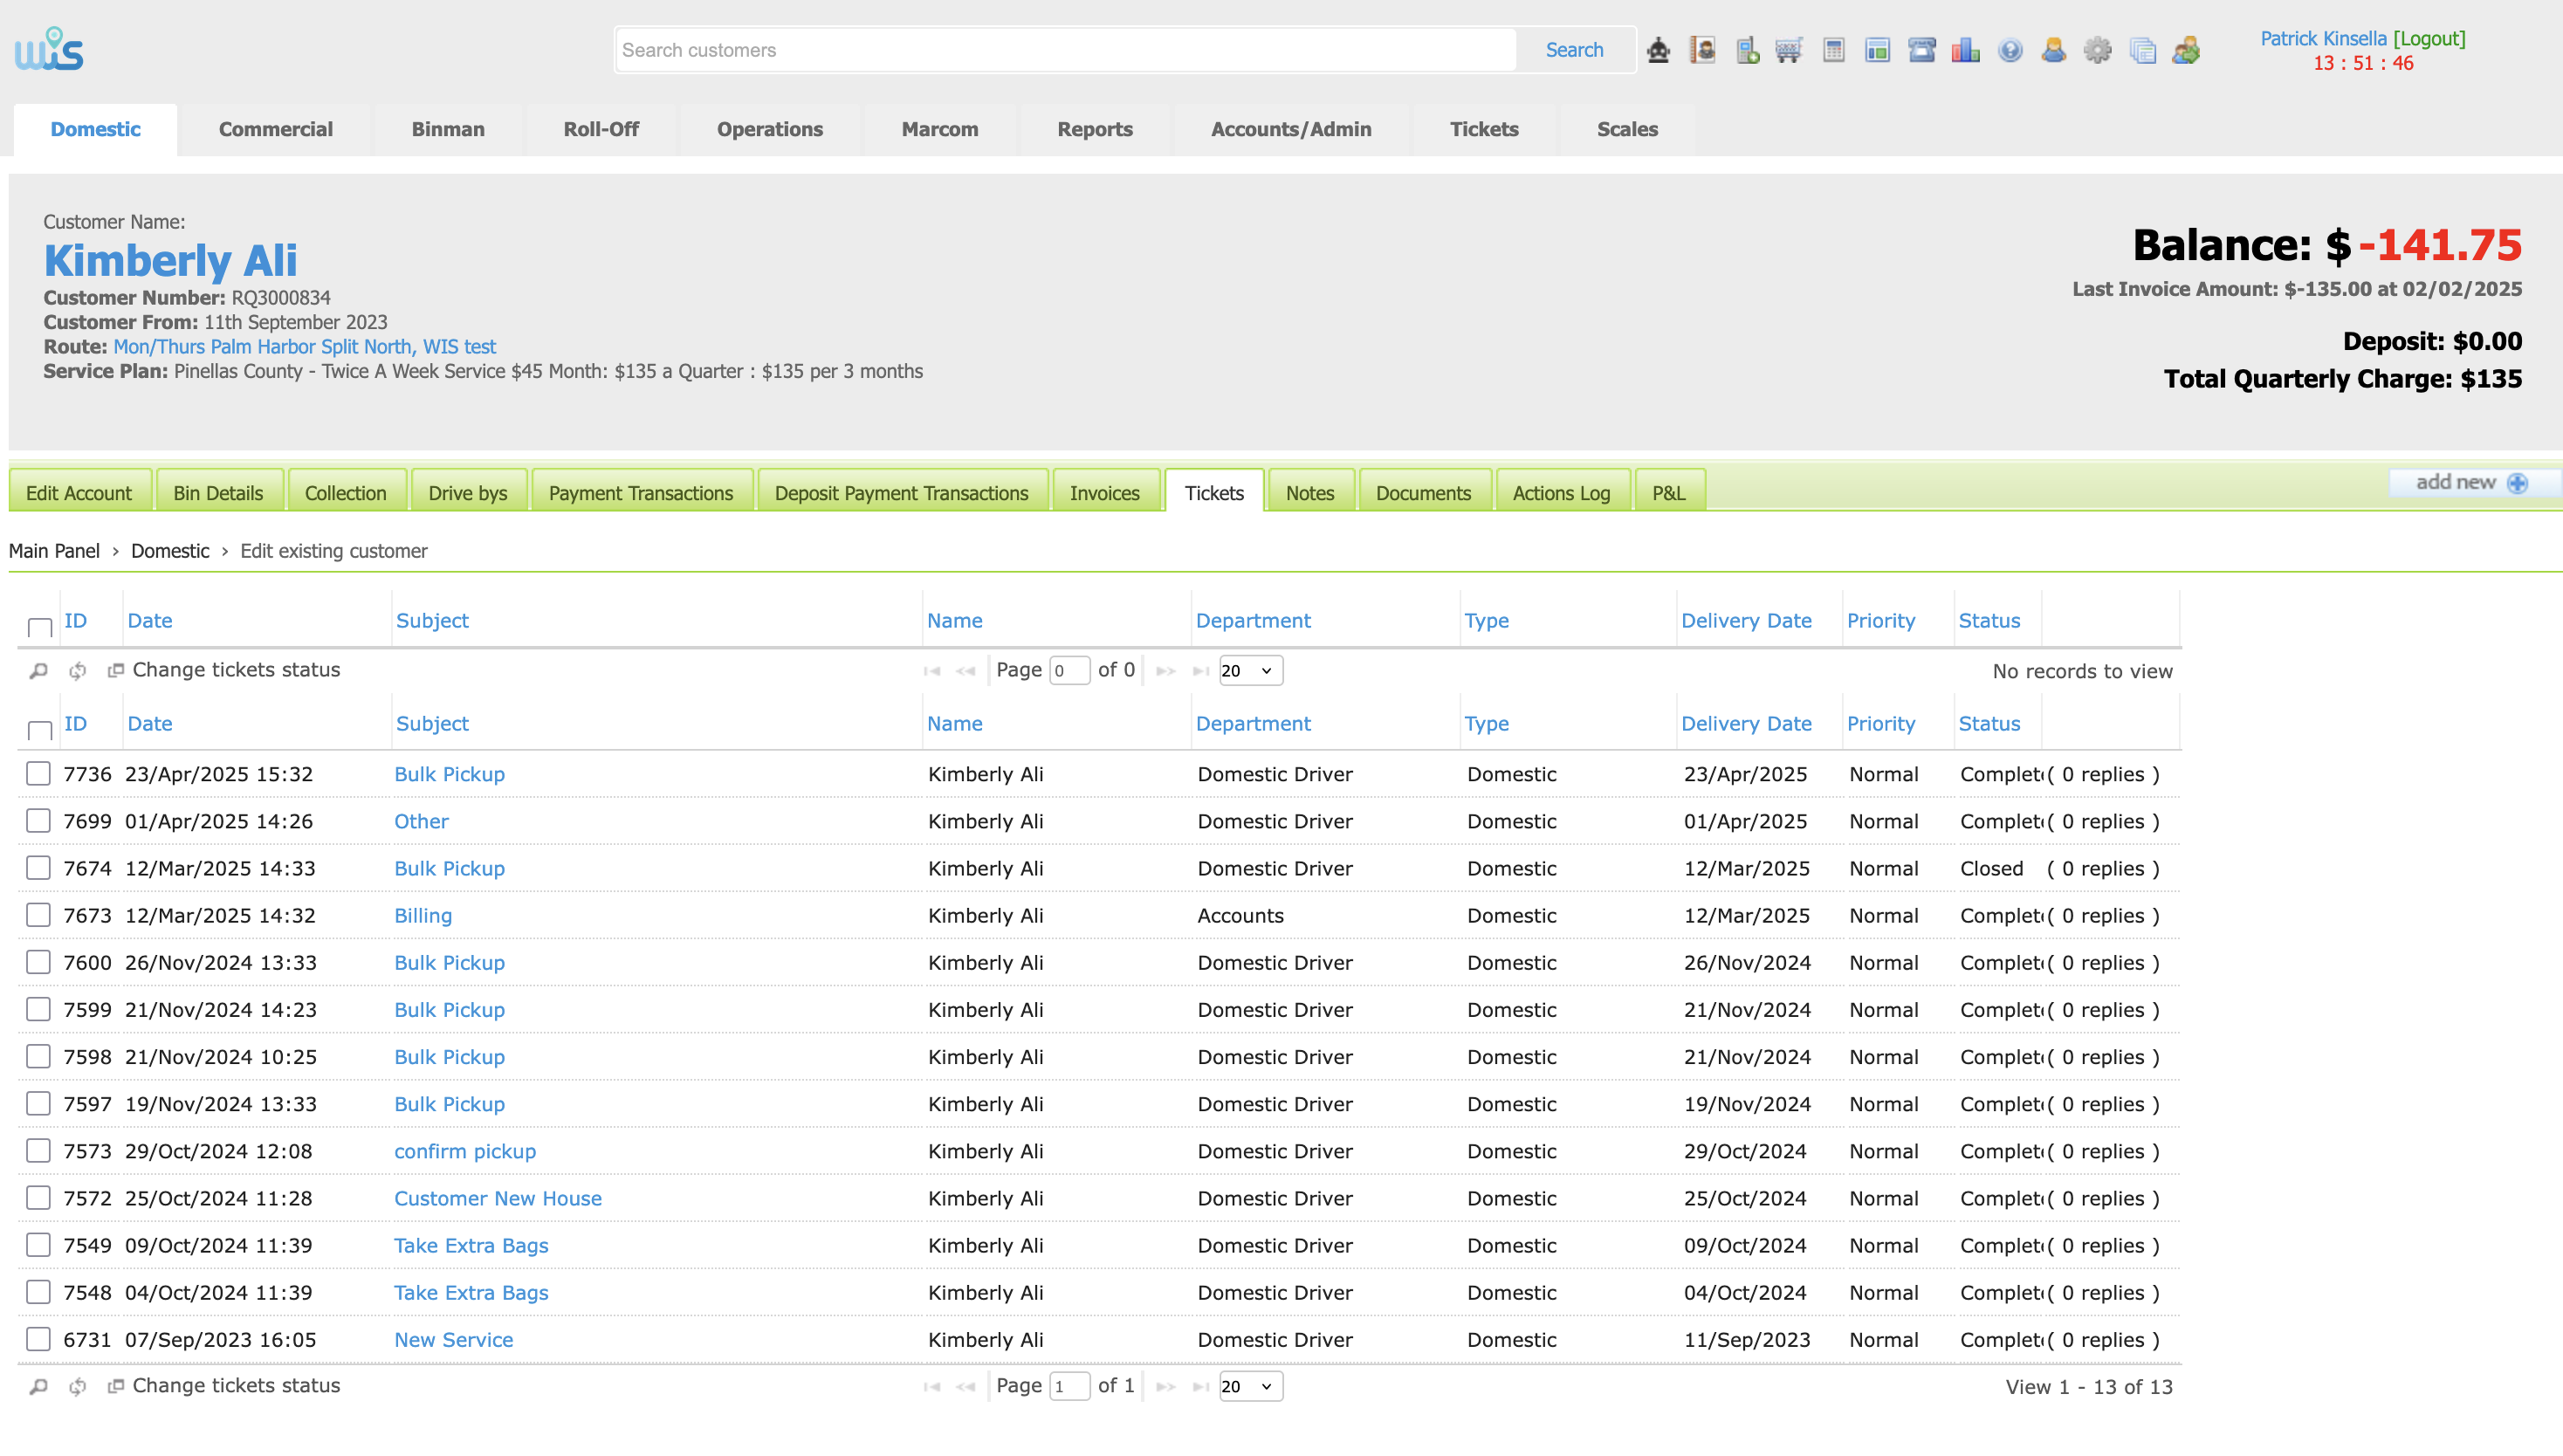 wis
Search customers
Search
Patrick Kinsella [Logout]
13 : 51 : 46
Domestic Commercial Binman Roll-Off Operations Marcom Reports Accounts/Admin Tickets Scales
Customer Name:
Kimberly Ali
Customer Number: RQ3000834
Customer From: 11th September 2023
Route: Mon/Thurs Palm Harbor Split North, WIS test
Service Plan: Pinellas County - Twice A Week Service $45 Month: $135 a Quarter : $135 per 3 months
Balance: $ -141.75
Last Invoice Amount: $-135.00 at 02/02/2025
Deposit: $0.00
Total Quarterly Charge: $135
Edit Account Bin Details Collection Drive bys Payment Transactions Deposit Payment Transactions Invoices Tickets Notes Documents Actions Log P&L add new
Main Panel › Domestic › Edit existing customer
ID Date Subject Name Department Type Delivery Date Priority Status
Change tickets status Page 0 of 0 20 No records to view
ID Date Subject Name Department Type Delivery Date Priority Status
7736 23/Apr/2025 15:32 Bulk Pickup Kimberly Ali Domestic Driver Domestic 23/Apr/2025 Normal Complet ( 0 replies )
7699 01/Apr/2025 14:26 Other Kimberly Ali Domestic Driver Domestic 01/Apr/2025 Normal Complet ( 0 replies )
7674 12/Mar/2025 14:33 Bulk Pickup Kimberly Ali Domestic Driver Domestic 12/Mar/2025 Normal Closed ( 0 replies )
7673 12/Mar/2025 14:32 Billing Kimberly Ali Accounts Domestic 12/Mar/2025 Normal Complet ( 0 replies )
7600 26/Nov/2024 13:33 Bulk Pickup Kimberly Ali Domestic Driver Domestic 26/Nov/2024 Normal Complet ( 0 replies )
7599 21/Nov/2024 14:23 Bulk Pickup Kimberly Ali Domestic Driver Domestic 21/Nov/2024 Normal Complet ( 0 replies )
7598 21/Nov/2024 10:25 Bulk Pickup Kimberly Ali Domestic Driver Domestic 21/Nov/2024 Normal Complet ( 0 replies )
7597 19/Nov/2024 13:33 Bulk Pickup Kimberly Ali Domestic Driver Domestic 19/Nov/2024 Normal Complet ( 0 replies )
7573 29/Oct/2024 12:08 confirm pickup Kimberly Ali Domestic Driver Domestic 29/Oct/2024 Normal Complet ( 0 replies )
7572 25/Oct/2024 11:28 Customer New House Kimberly Ali Domestic Driver Domestic 25/Oct/2024 Normal Complet ( 0 replies )
7549 09/Oct/2024 11:39 Take Extra Bags Kimberly Ali Domestic Driver Domestic 09/Oct/2024 Normal Complet ( 0 replies )
7548 04/Oct/2024 11:39 Take Extra Bags Kimberly Ali Domestic Driver Domestic 04/Oct/2024 Normal Complet ( 0 replies )
6731 07/Sep/2023 16:05 New Service Kimberly Ali Domestic Driver Domestic 11/Sep/2023 Normal Complet ( 0 replies )
Change tickets status Page 1 of 1 20 View 1 - 13 of 13